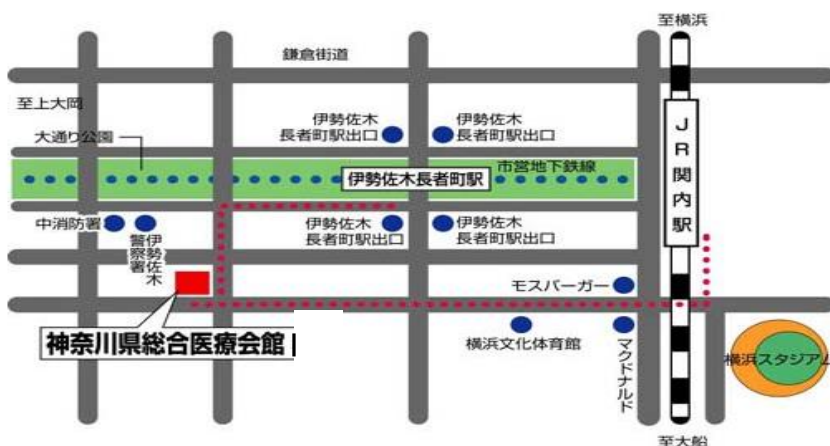 至横浜
鎌倉街道
至上大岡
大通り公園
伊勢佐木
長者町駅出口
伊勢佐木
長者町駅出口
市営地下鉄線
伊勢佐木長者町駅
JR関内駅
中消防署
伊勢佐木
警察署
伊勢佐木
長者町駅出口
伊勢佐木
長者町駅出口
モスバーガー
神奈川県総合医療会館
横浜文化体育館
マクドナルド
横浜スタジアム
至大船